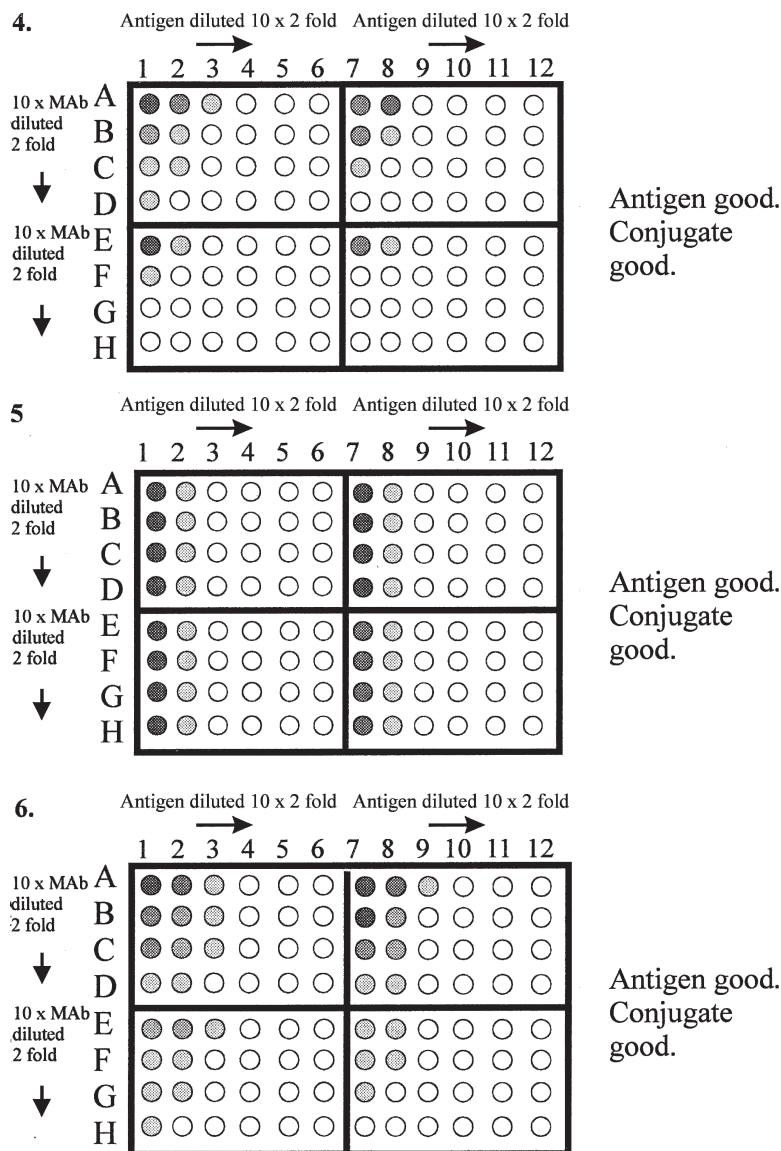 4.
Antigen diluted 10 x 2 fold Antigen diluted 10 x 2 fold
1 2 3 4 5 6 7 8 9 10 11 12
10 x MAb
diluted
2 fold
A
B
C
D
10 x MAb
diluted
2 fold
E
F
G
H
Antigen good.
Conjugate
good.
5
Antigen diluted 10 x 2 fold Antigen diluted 10 x 2 fold
1 2 3 4 5 6 7 8 9 10 11 12
10 x MAb
diluted
2 fold
A
B
C
D
10 x MAb
diluted
2 fold
E
F
G
H
Antigen good.
Conjugate
good.
6.
Antigen diluted 10 x 2 fold Antigen diluted 10 x 2 fold
1 2 3 4 5 6 7 8 9 10 11 12
10 x MAb
diluted
2 fold
A
B
C
D
10 x MAb
diluted
2 fold
E
F
G
H
Antigen good.
Conjugate
good.